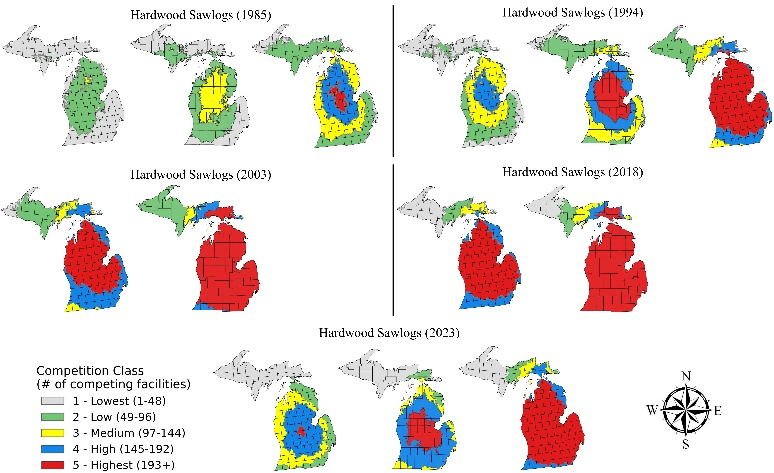 Hardwood Sawlogs (1985)
Hardwood Sawlogs (1994)
Hardwood Sawlogs (2003)
Hardwood Sawlogs (2018)
Hardwood Sawlogs (2023)
Competition Class
(# of competing facilities)
1 - Lowest (1-48)
2 - Low (49-96)
3 - Medium (97-144)
4 - High (145-192)
5 - Highest (193+)
N
W
E
S